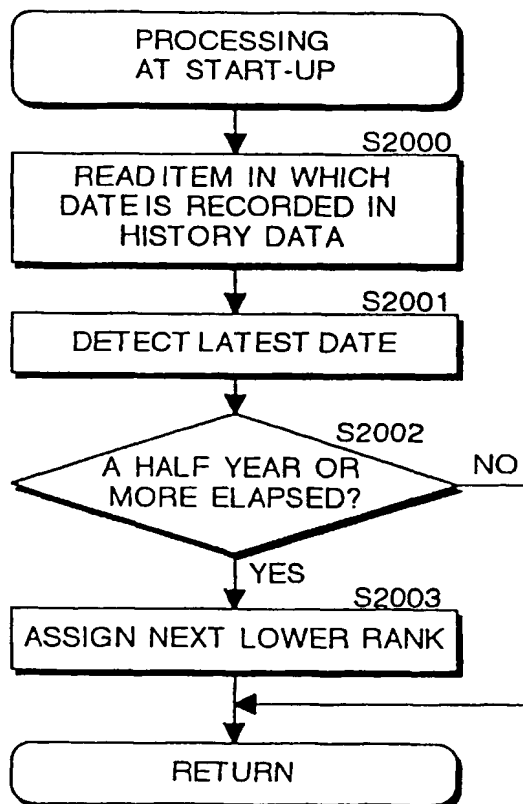 PROCESSING
AT START-UP
S2000
READ ITEM IN WHICH
DATE IS RECORDED IN
HISTORY DATA
S2001
DETECT LATEST DATE
S2002
A HALF YEAR OR
MORE ELAPSED?
NO
YES
S2003
ASSIGN NEXT LOWER RANK
RETURN